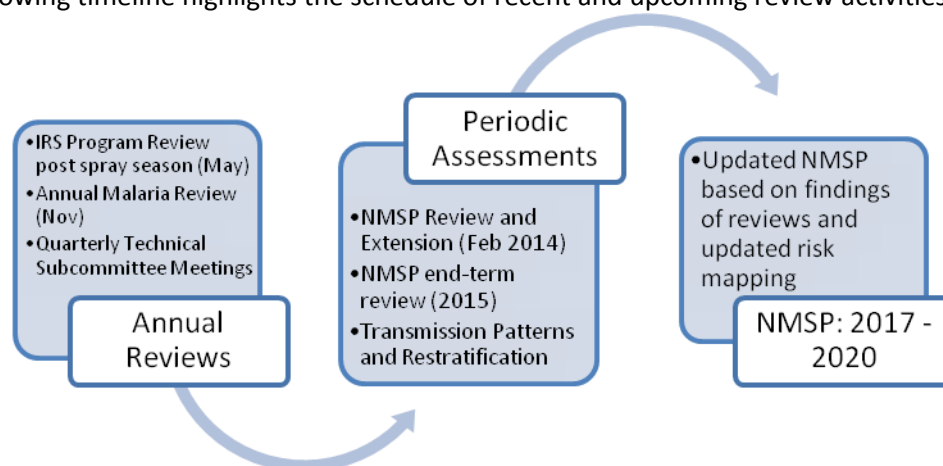 owing timeline highlights the schedule of recent and upcoming review activities
•IRS Program Review
post spray season (May)
•Annual Malaria Review
(Nov)
•Quarterly Technical
Subcommittee Meetings
Annual
Reviews
Periodic
Assessments
•NMSP Review and
Extension (Feb 2014)
•NMSP end-term
review (2015)
•Transmission Patterns
and Restratification
•Updated NMSP
based on findings
of reviews and
updated risk
mapping
NMSP: 2017 -
2020